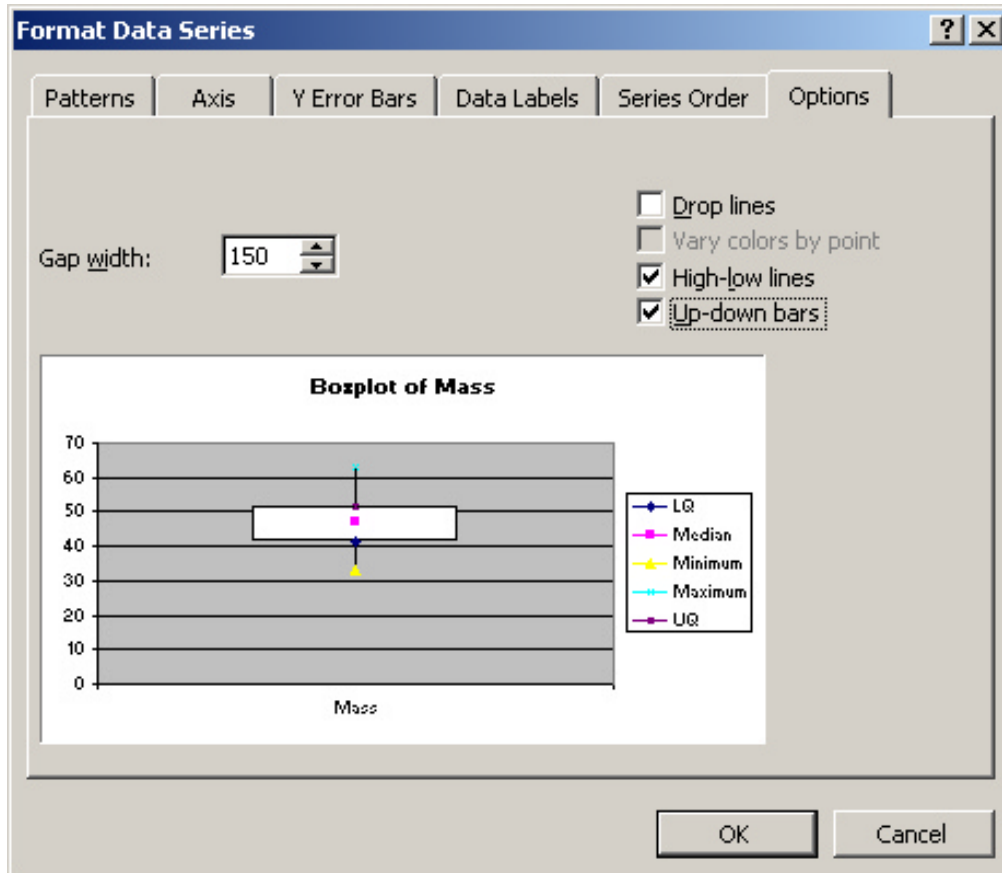 Format Data Series
Patterns
Axis
Y Error Bars
Data Labels
Series Order
Options
Gap width:
150
Drop lines
Vary colors by point
High-low lines
Up-down bars
Boxplot of Mass
70
60
50
40
30
20
10
0
Mass
LQ
Median
Minimum
Maximum
UQ
OK
Cancel